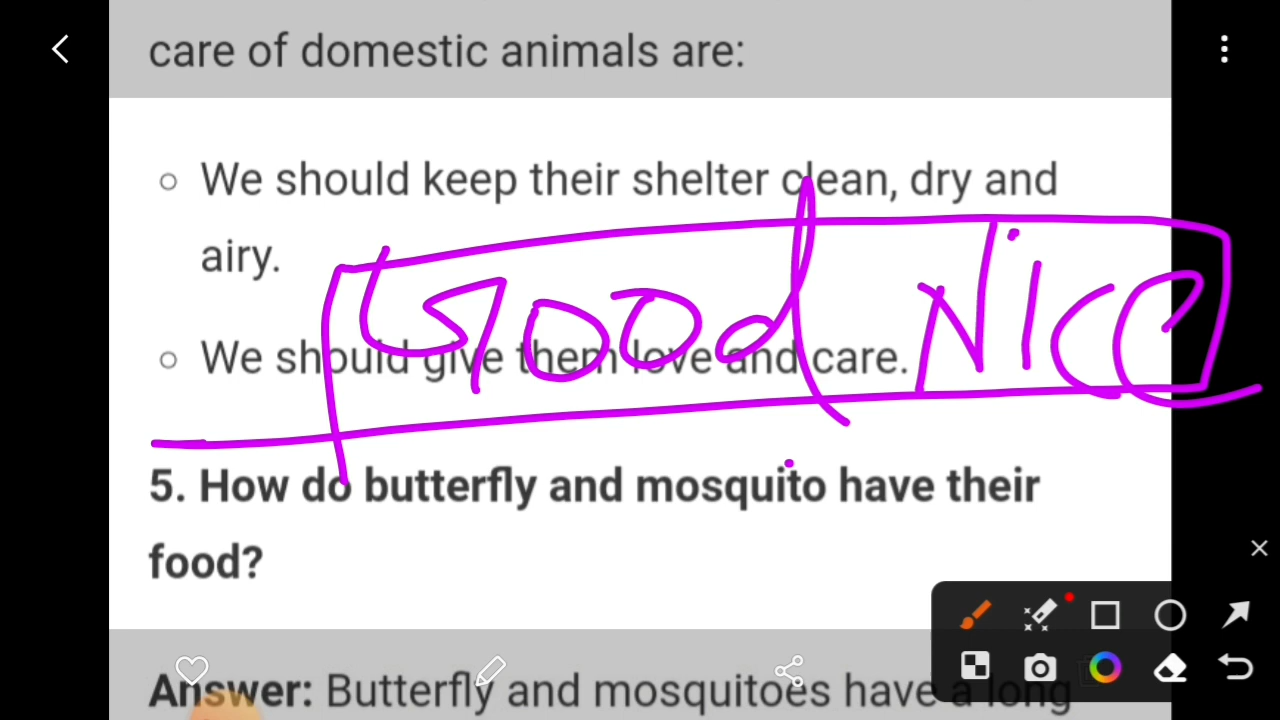 care of domestic animals are:
We should keep their shelter clean, dry and
airy.
Good Nice
We should give them love and care.
5. How do butterfly and mosquito have their
food?
Answer: Butterfly and mosquitoes have a long